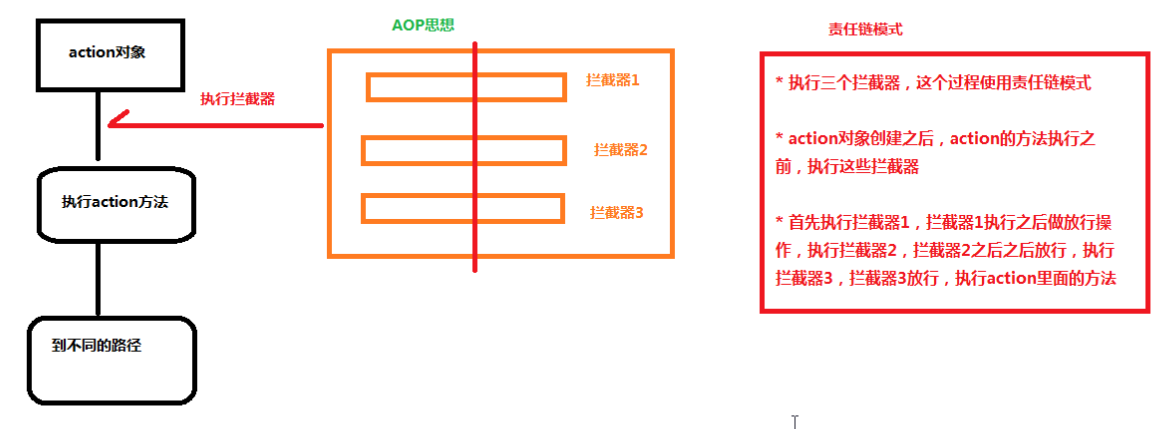 action对象
执行action方法
到不同的路径
执行拦截器
AOP思想
拦截器1
拦截器2
拦截器3
责任链模式
* 执行三个拦截器，这个过程使用责任链模式
* action对象创建之后，action的方法执行之
前，执行这些拦截器
* 首先执行拦截器1，拦截器1执行之后做放行操
作，执行拦截器2，拦截器2之后之后放行，执行
拦截器3，拦截器3放行，执行action里面的方法